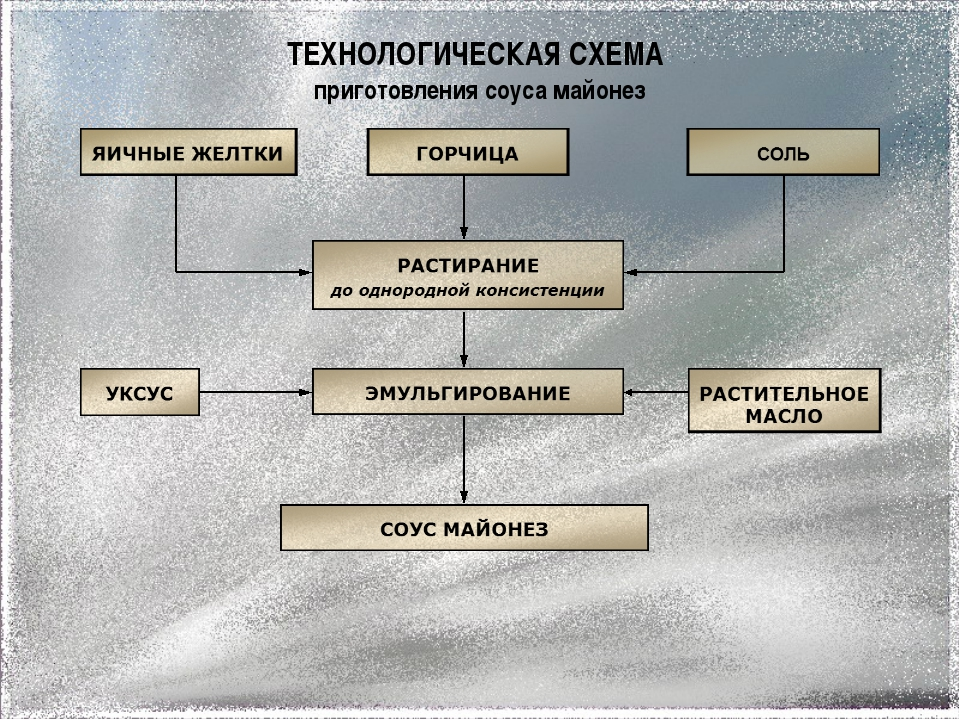 ТЕХНОЛОГИЧЕСКАЯ СХЕМА
приготовления соуса майонез
ЯИЧНЫЕ ЖЕЛТКИ
ГОРЧИЦА
СОЛЬ
РАСТИРАНИЕ
до однородной консистенции
УКСУС
ЭМУЛЬГИРОВАНИЕ
РАСТИТЕЛЬНОЕ
МАСЛО
СОУС МАЙОНЕЗ